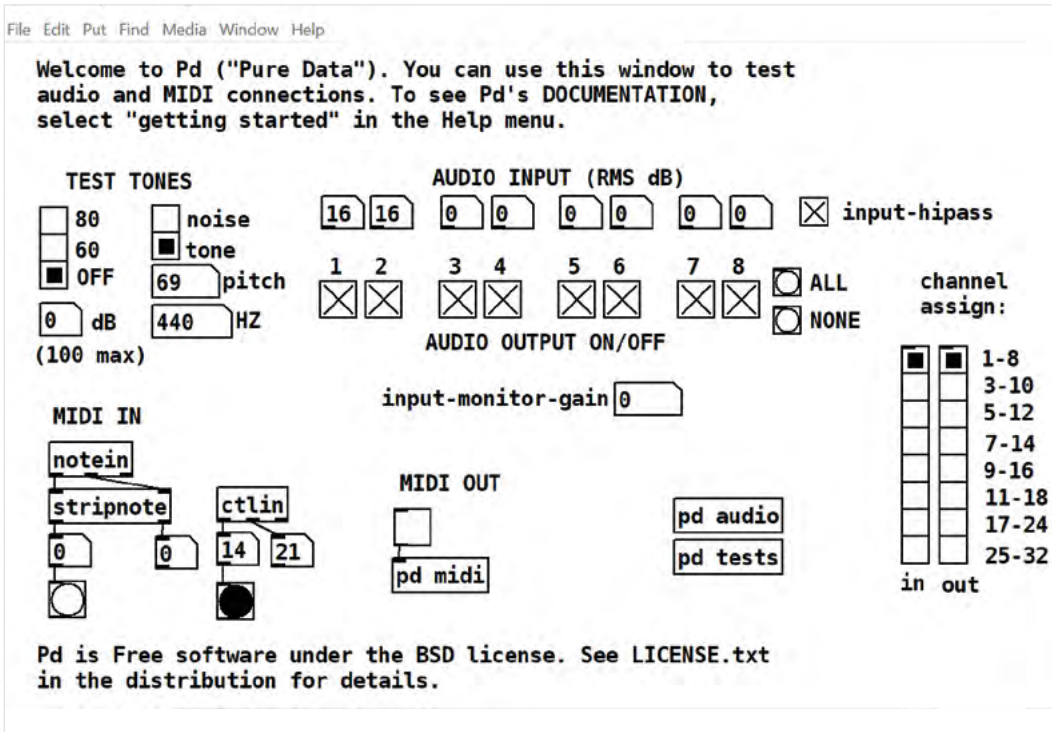 File Edit Put Find Media Window Help
Welcome to Pd ("Pure Data"). You can use this window to test
audio and MIDI connections. To see Pd's DOCUMENTATION,
select "getting started" in the Help menu.
TEST TONES
80
60
OFF
noise
tone
69 pitch
0 dB
440 HZ
(100 max)
AUDIO INPUT (RMS dB)
16 16 0 0 0 0 0 0
input-hipass
1 2 3 4 5 6 7 8
ALL
NONE
AUDIO OUTPUT ON/OFF
input-monitor-gain 0
channel
assign:
1-8
3-10
5-12
7-14
9-16
11-18
17-24
25-32
in out
MIDI IN
notein
stripnote
0 0
ctlin
14 21
MIDI OUT
pd midi
pd audio
pd tests
Pd is Free software under the BSD license. See LICENSE.txt
in the distribution for details.